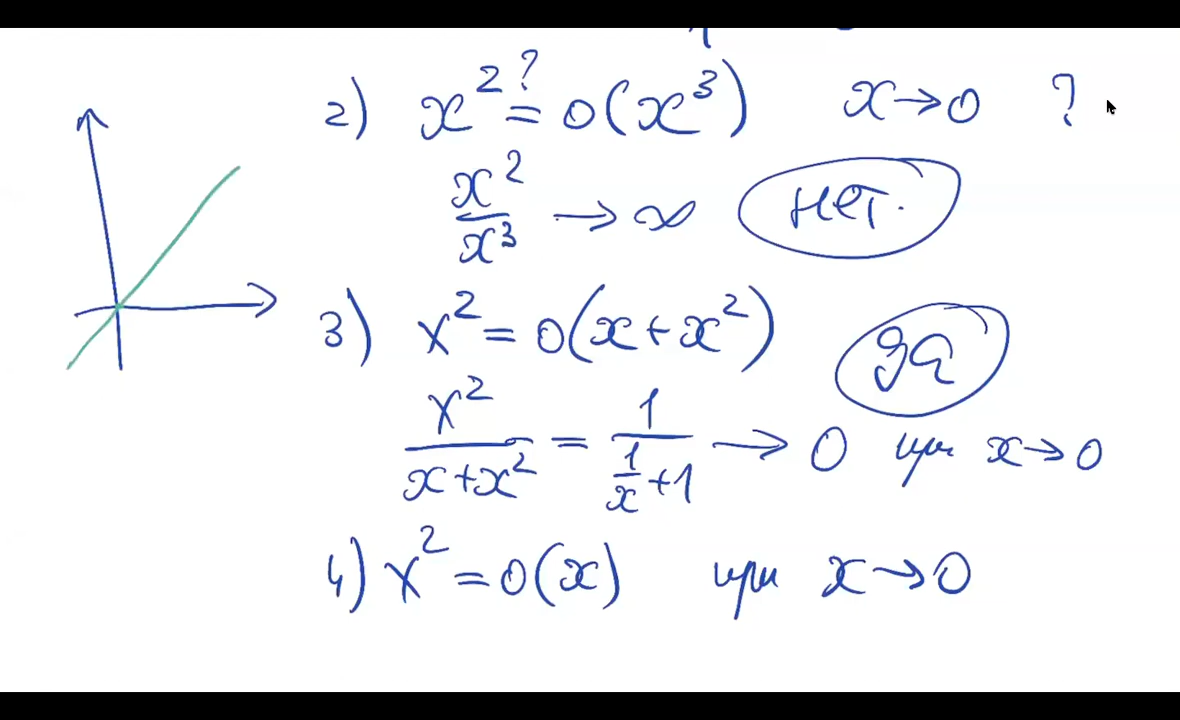 2) x² ?= o(x³) x→0 ?
x²/x³ → ∞ нет.
3) x² = o(x+x²) да
x²/(x+x²) = 1/(1/x+1) → 0 при x→0
4) x² = o(x) при x→0